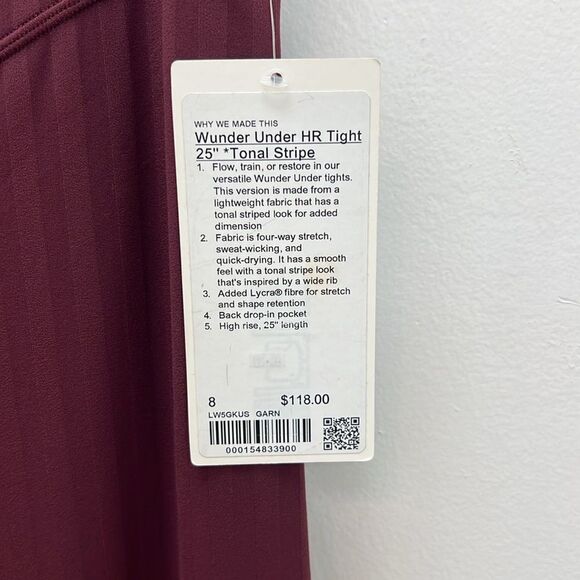 WHY WE MADE THIS
Wunder Under HR Tight
25" *Tonal Stripe
1. Flow, train, or restore in our
versatile Wunder Under tights.
This version is made from a
lightweight fabric that has a
tonal striped look for added
dimension
2. Fabric is four-way stretch,
sweat-wicking, and
quick-drying. It has a smooth
feel with a tonal stripe look
that's inspired by a wide rib
3. Added Lycra® fibre for stretch
and shape retention
4. Back drop-in pocket
5. High rise, 25" length
8 $118.00
LW5GKUS GARN
000154833900